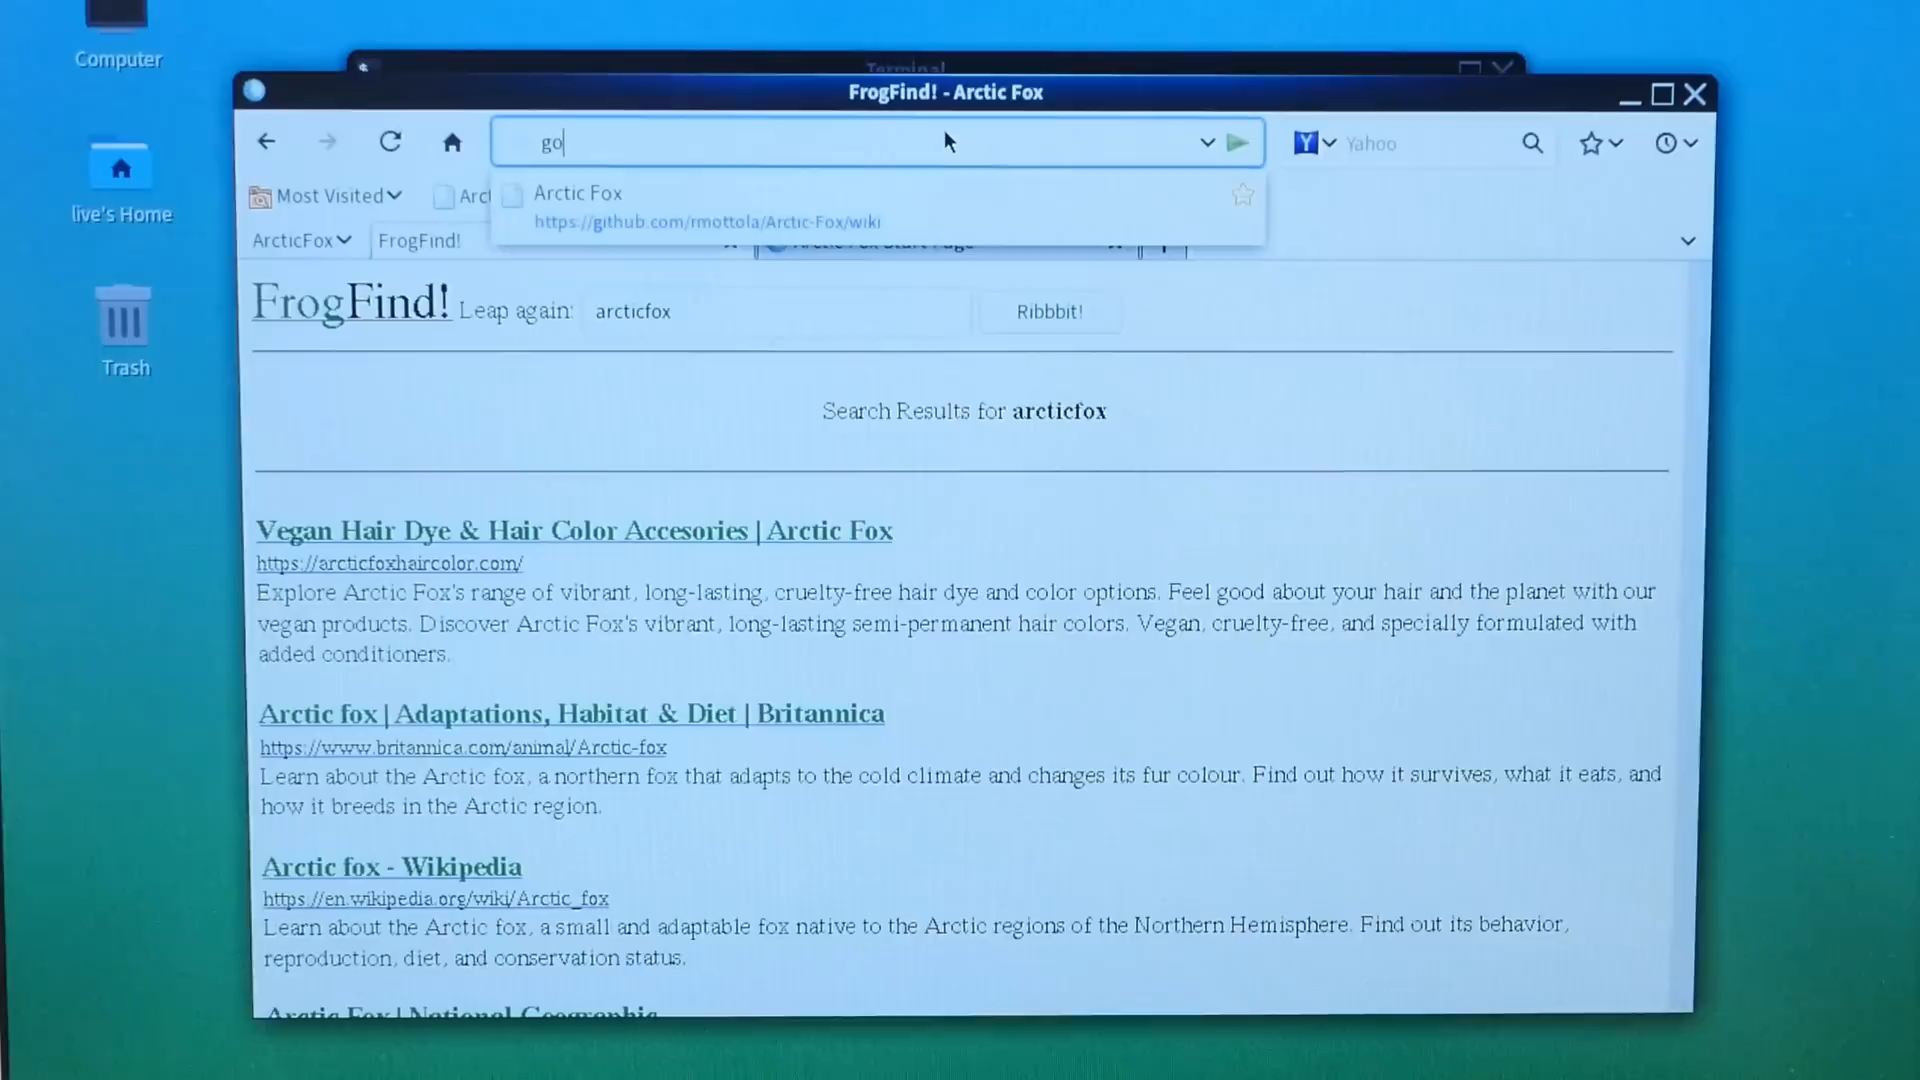 Computer
live's Home
Trash
Terminal
FrogFind! - Arctic Fox
go
Yahoo
Arctic Fox
https://github.com/rmottola/Arctic-Fox/wiki
Most Visited
ArcticFox
FrogFind!
Arctic Fox Start Page
FrogFind! Leap again: arcticfox Ribbbit!
Search Results for arcticfox
Vegan Hair Dye & Hair Color Accesories | Arctic Fox
https://arcticfoxhaircolor.com/
Explore Arctic Fox's range of vibrant, long-lasting, cruelty-free hair dye and color options. Feel good about your hair and the planet with our
vegan products. Discover Arctic Fox's vibrant, long-lasting semi-permanent hair colors. Vegan, cruelty-free, and specially formulated with
added conditioners.
Arctic fox | Adaptations, Habitat & Diet | Britannica
https://www.britannica.com/animal/Arctic-fox
Learn about the Arctic fox, a northern fox that adapts to the cold climate and changes its fur colour. Find out how it survives, what it eats, and
how it breeds in the Arctic region.
Arctic fox - Wikipedia
https://en.wikipedia.org/wiki/Arctic_fox
Learn about the Arctic fox, a small and adaptable fox native to the Arctic regions of the Northern Hemisphere. Find out its behavior,
reproduction, diet, and conservation status.
Arctic Fox | National Geographic